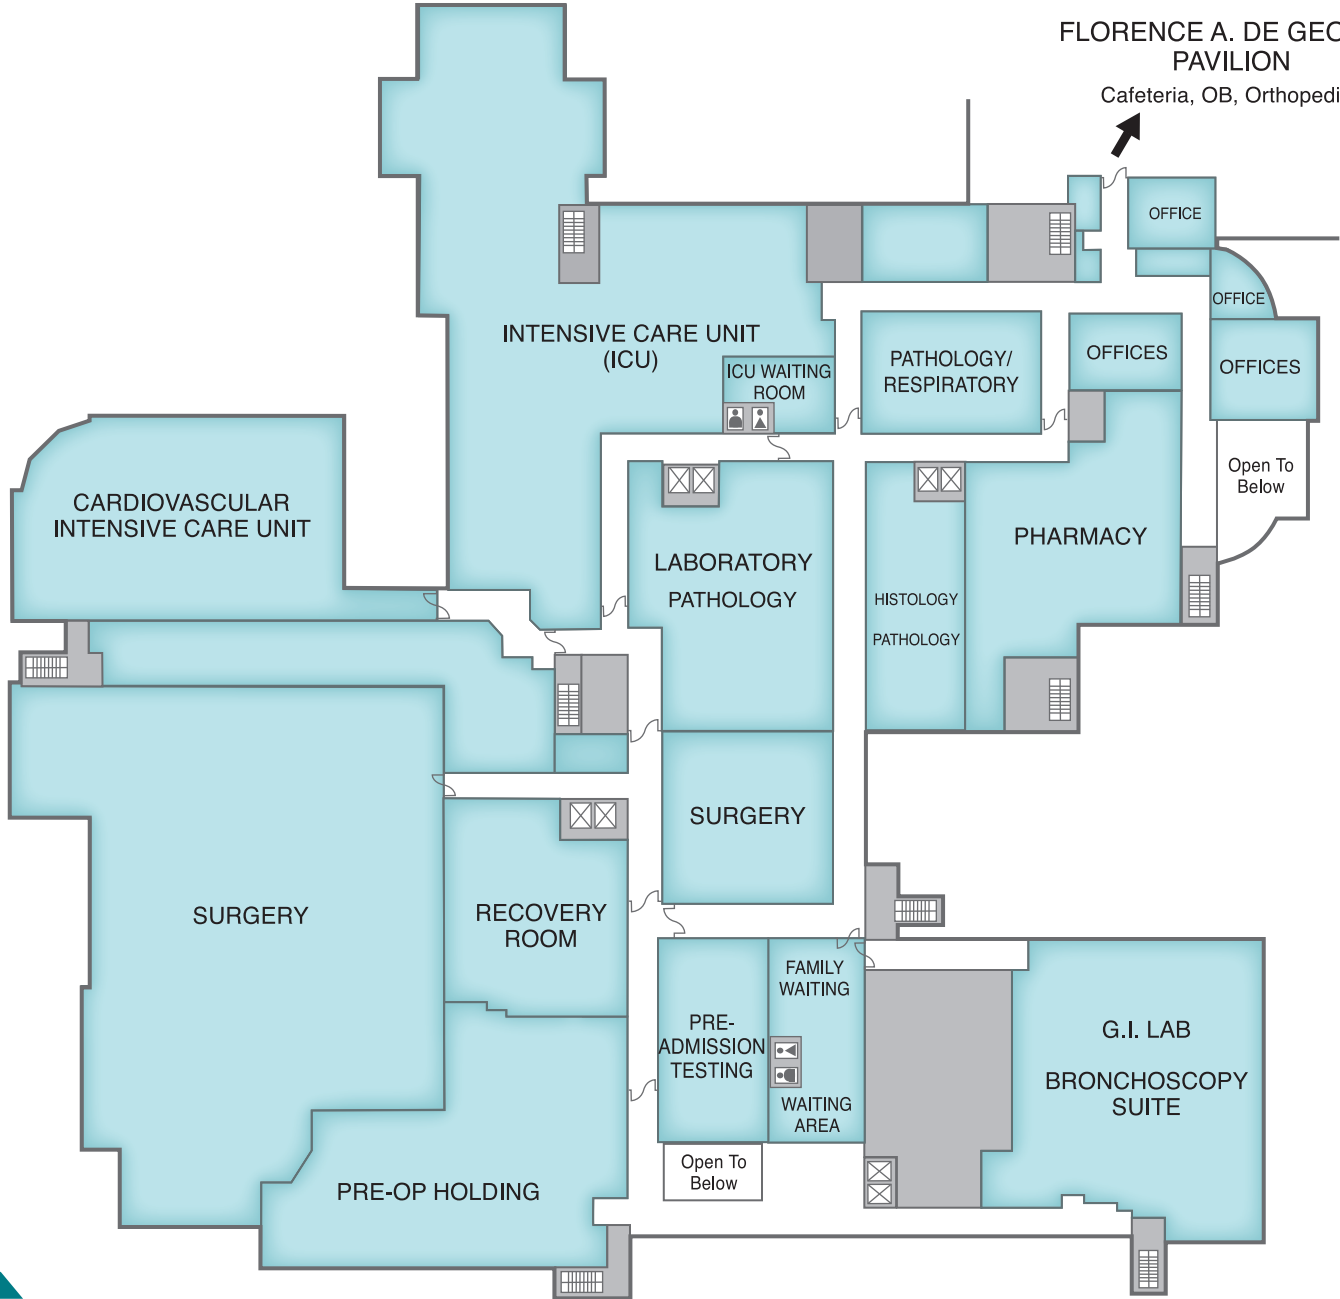 FLORENCE A. DE GEO
PAVILION
Cafeteria, OB, Orthopedi
OFFICE
OFFICE
INTENSIVE CARE UNIT
(ICU)
ICU WAITING
ROOM
PATHOLOGY/
RESPIRATORY
OFFICES
OFFICES
Open To
Below
CARDIOVASCULAR
INTENSIVE CARE UNIT
LABORATORY
PATHOLOGY
HISTOLOGY
PATHOLOGY
PHARMACY
SURGERY
SURGERY
RECOVERY
ROOM
FAMILY
WAITING
PRE-
ADMISSION
TESTING
WAITING
AREA
G.I. LAB
BRONCHOSCOPY
SUITE
Open To
Below
PRE-OP HOLDING